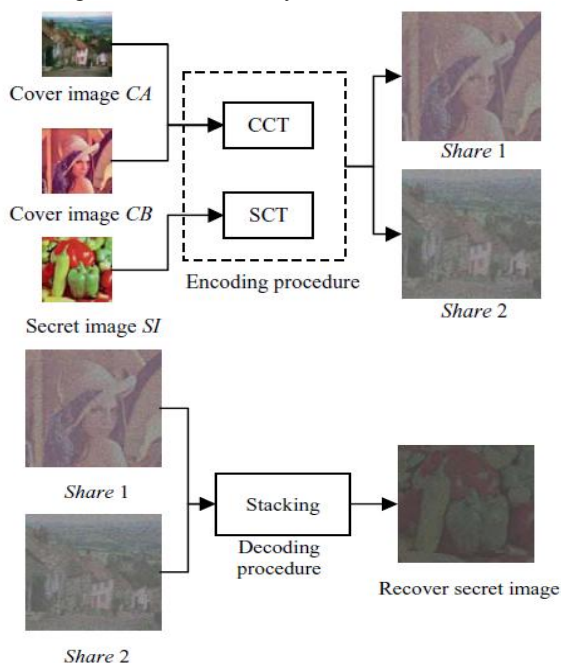 Cover image CA
Cover image CB
Secret image SI
CCT
SCT
Encoding procedure
Share 1
Share 2
Share 1
Share 2
Stacking
Decoding
procedure
Recover secret image